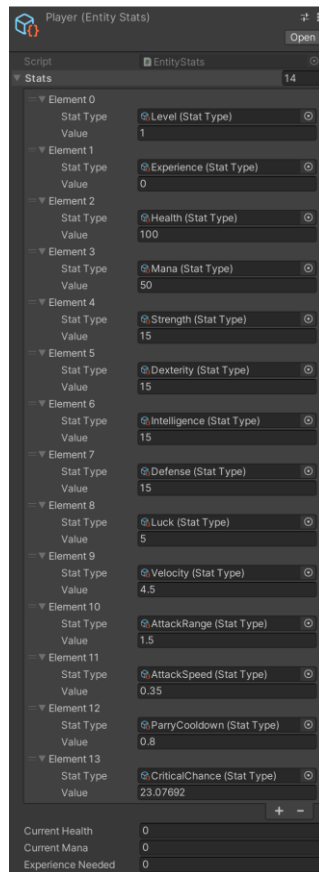 Player (Entity Stats)
Open
Script EntityStats
Stats 14
Element 0
Stat Type Level (Stat Type)
Value 1
Element 1
Stat Type Experience (Stat Type)
Value 0
Element 2
Stat Type Health (Stat Type)
Value 100
Element 3
Stat Type Mana (Stat Type)
Value 50
Element 4
Stat Type Strength (Stat Type)
Value 15
Element 5
Stat Type Dexterity (Stat Type)
Value 15
Element 6
Stat Type Intelligence (Stat Type)
Value 15
Element 7
Stat Type Defense (Stat Type)
Value 15
Element 8
Stat Type Luck (Stat Type)
Value 5
Element 9
Stat Type Velocity (Stat Type)
Value 4.5
Element 10
Stat Type AttackRange (Stat Type)
Value 1.5
Element 11
Stat Type AttackSpeed (Stat Type)
Value 0.35
Element 12
Stat Type ParryCooldown (Stat Type)
Value 0.8
Element 13
Stat Type CriticalChance (Stat Type)
Value 23.07692
+ -
Current Health 0
Current Mana 0
Experience Needed 0